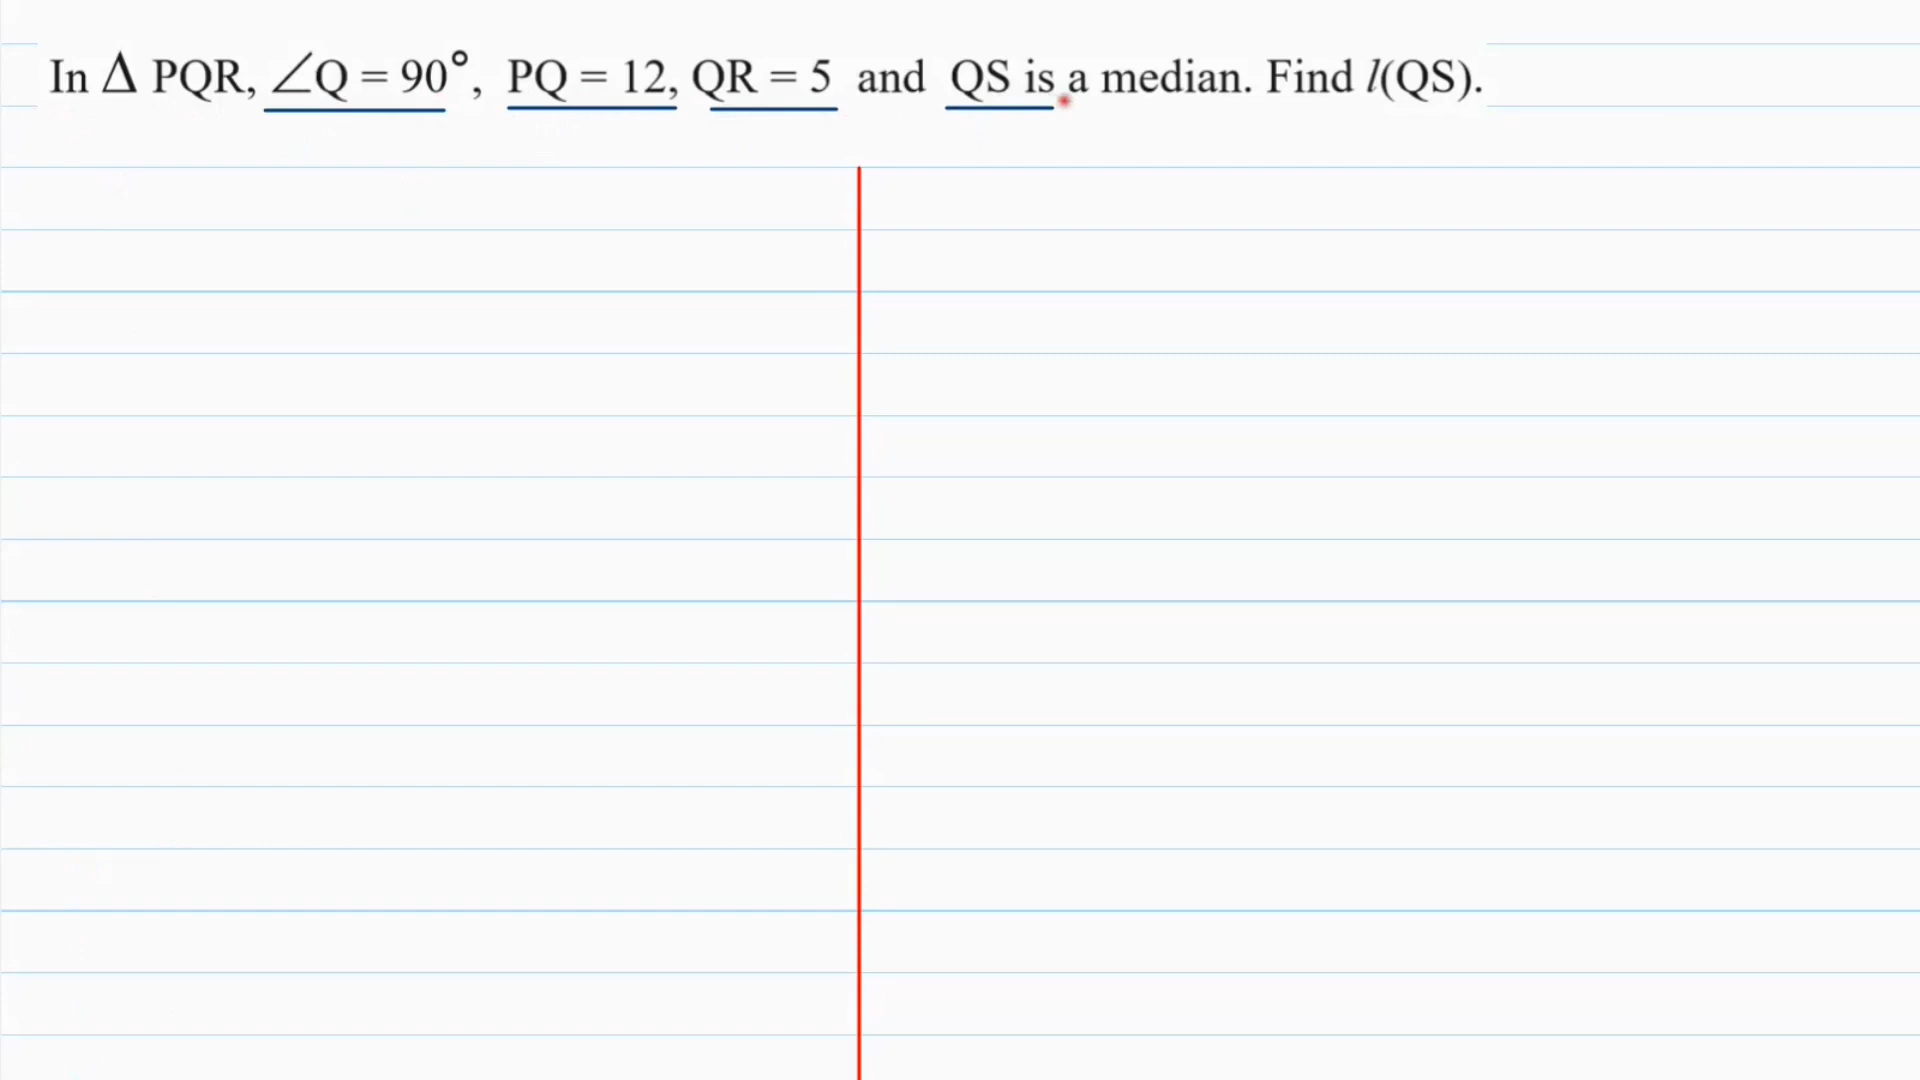 In Δ PQR, ∠Q = 90°, PQ = 12, QR = 5 and QS is a median. Find l(QS).